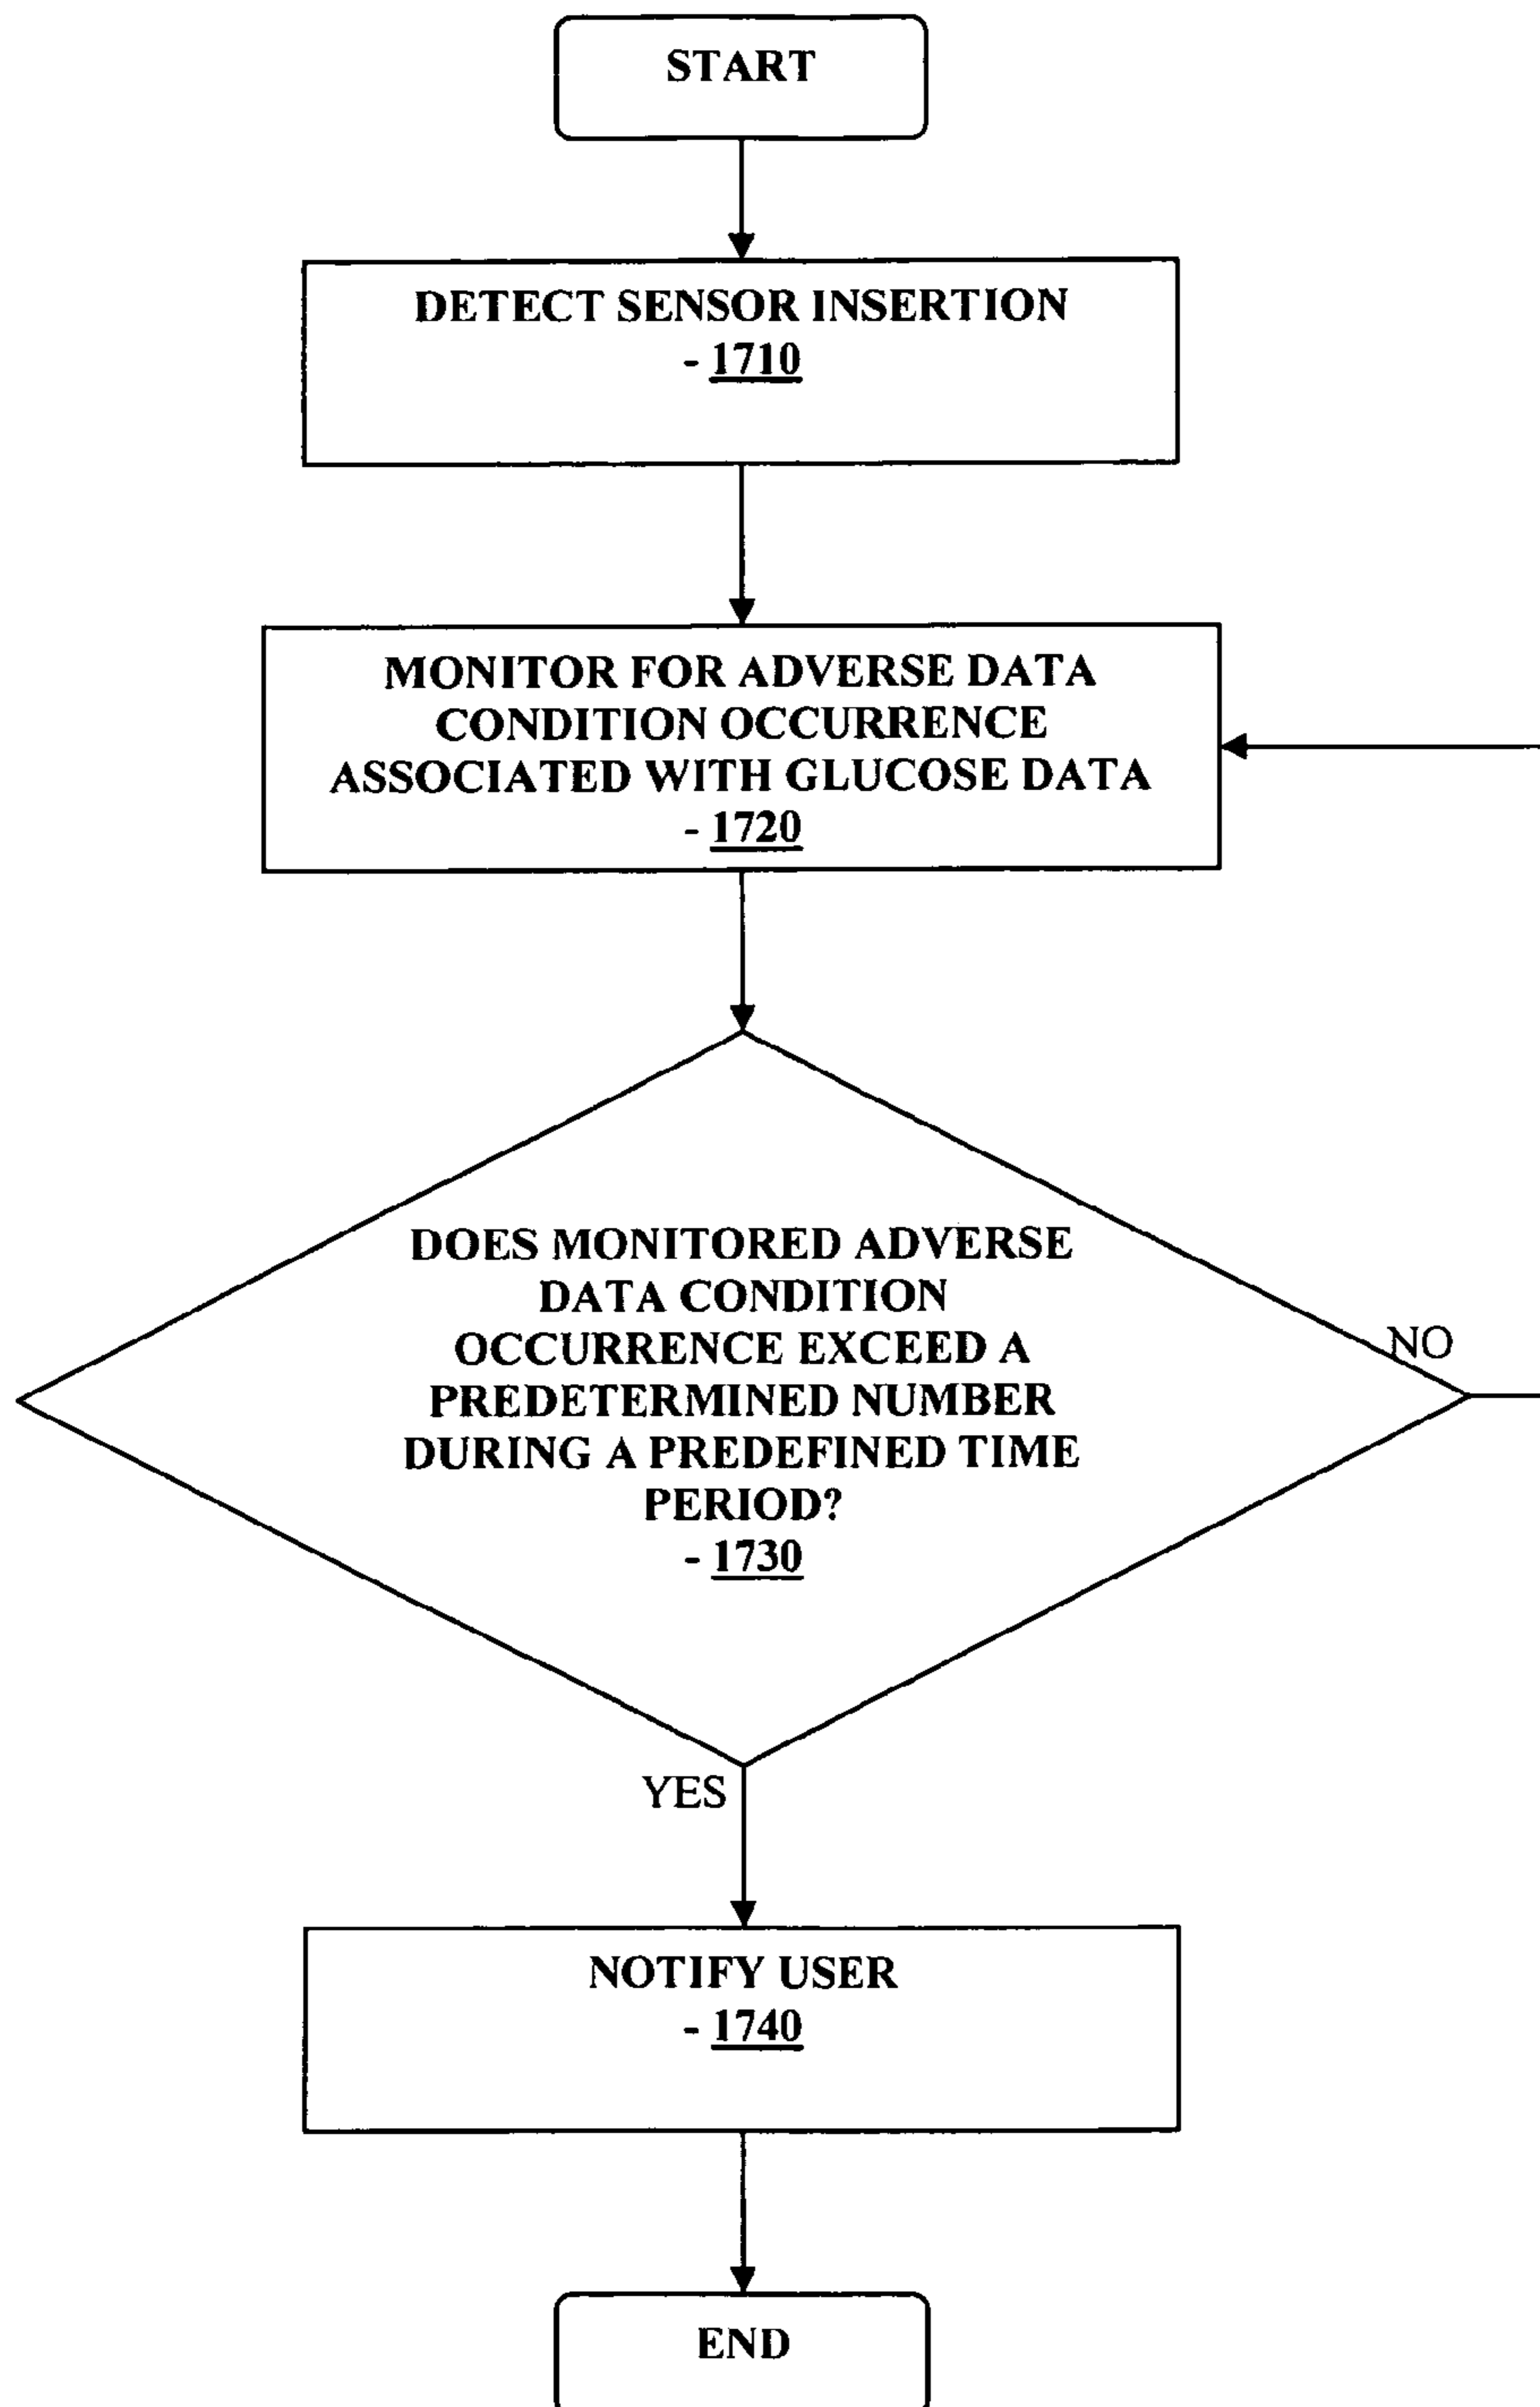 START
DETECT SENSOR INSERTION
- 1710
MONITOR FOR ADVERSE DATA
CONDITION OCCURRENCE
ASSOCIATED WITH GLUCOSE DATA
- 1720
DOES MONITORED ADVERSE
DATA CONDITION
OCCURRENCE EXCEED A
PREDETERMINED NUMBER
DURING A PREDEFINED TIME
PERIOD?
- 1730
NO
YES
NOTIFY USER
- 1740
END